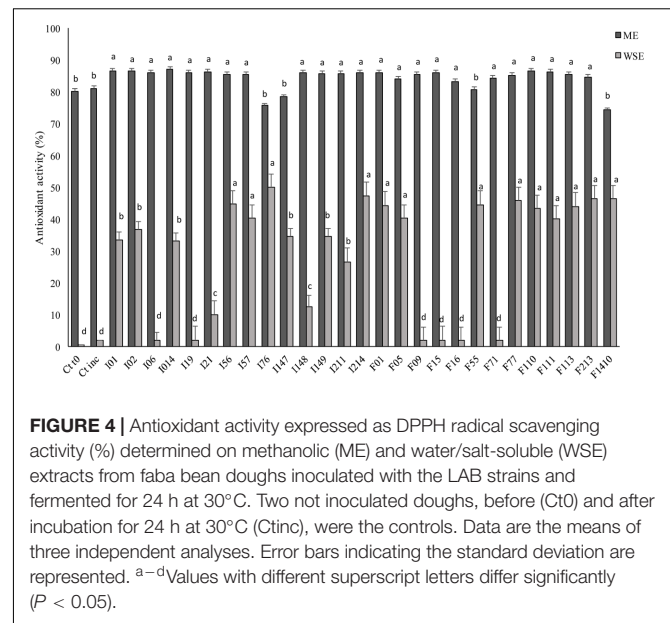 100
90
80
70
60
50
40
30
20
10
0
Antioxidant activity (%)
ME
WSE
b b a a a a a a a a b b a a a a a a a a a b a a a a a a b
d d b b d b d c a a a b c b b a a a d d d a d a a a a a a
Ct t0 Ct inc I01 I02 I06 I014 I19 I21 I56 I57 I76 I147 I148 I149 I211 I214 F01 F05 F09 F15 F16 F55 F71 F77 F110 F111 F113 F213 F1410
FIGURE 4 | Antioxidant activity expressed as DPPH radical scavenging
activity (%) determined on methanolic (ME) and water/salt-soluble (WSE)
extracts from faba bean doughs inoculated with the LAB strains and
fermented for 24 h at 30°C. Two not inoculated doughs, before (Ct0) and after
incubation for 24 h at 30°C (Ctinc), were the controls. Data are the means of
three independent analyses. Error bars indicating the standard deviation are
represented. a−dValues with different superscript letters differ significantly
(P < 0.05).